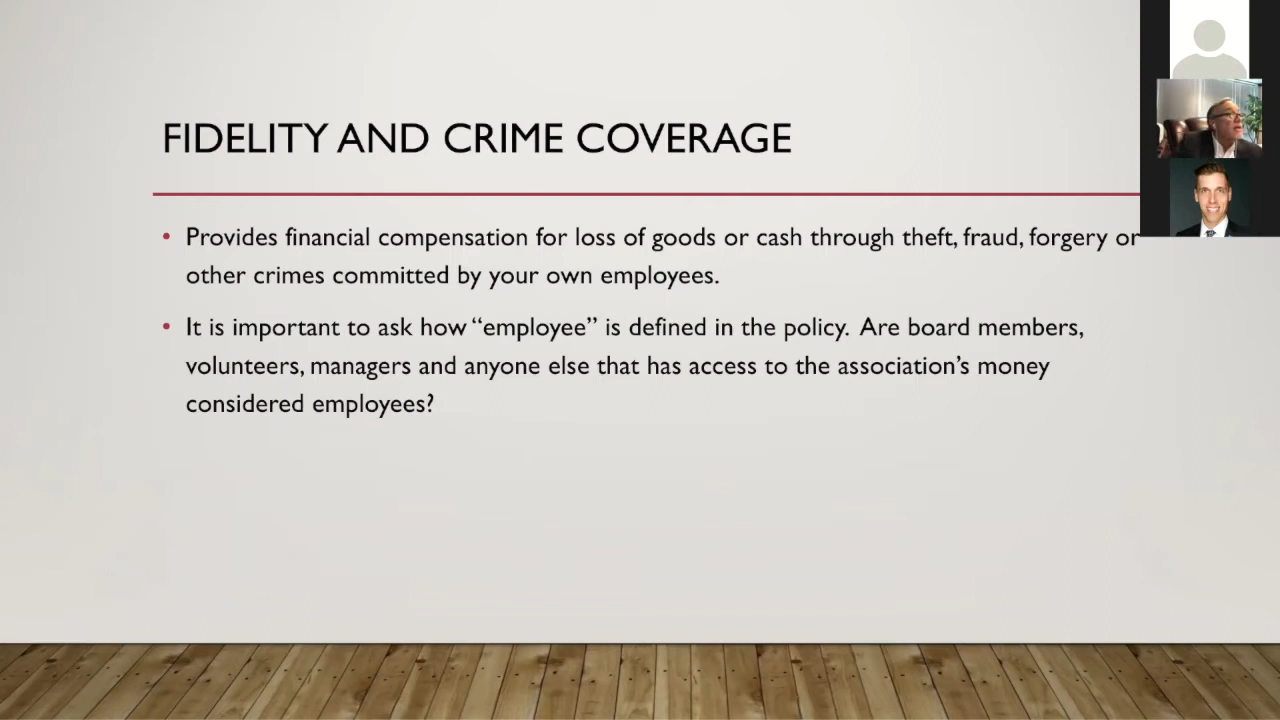 FIDELITY AND CRIME COVERAGE
• Provides financial compensation for loss of goods or cash through theft, fraud, forgery or
other crimes committed by your own employees.
• It is important to ask how “employee” is defined in the policy.  Are board members,
volunteers, managers and anyone else that has access to the association’s money
considered employees?